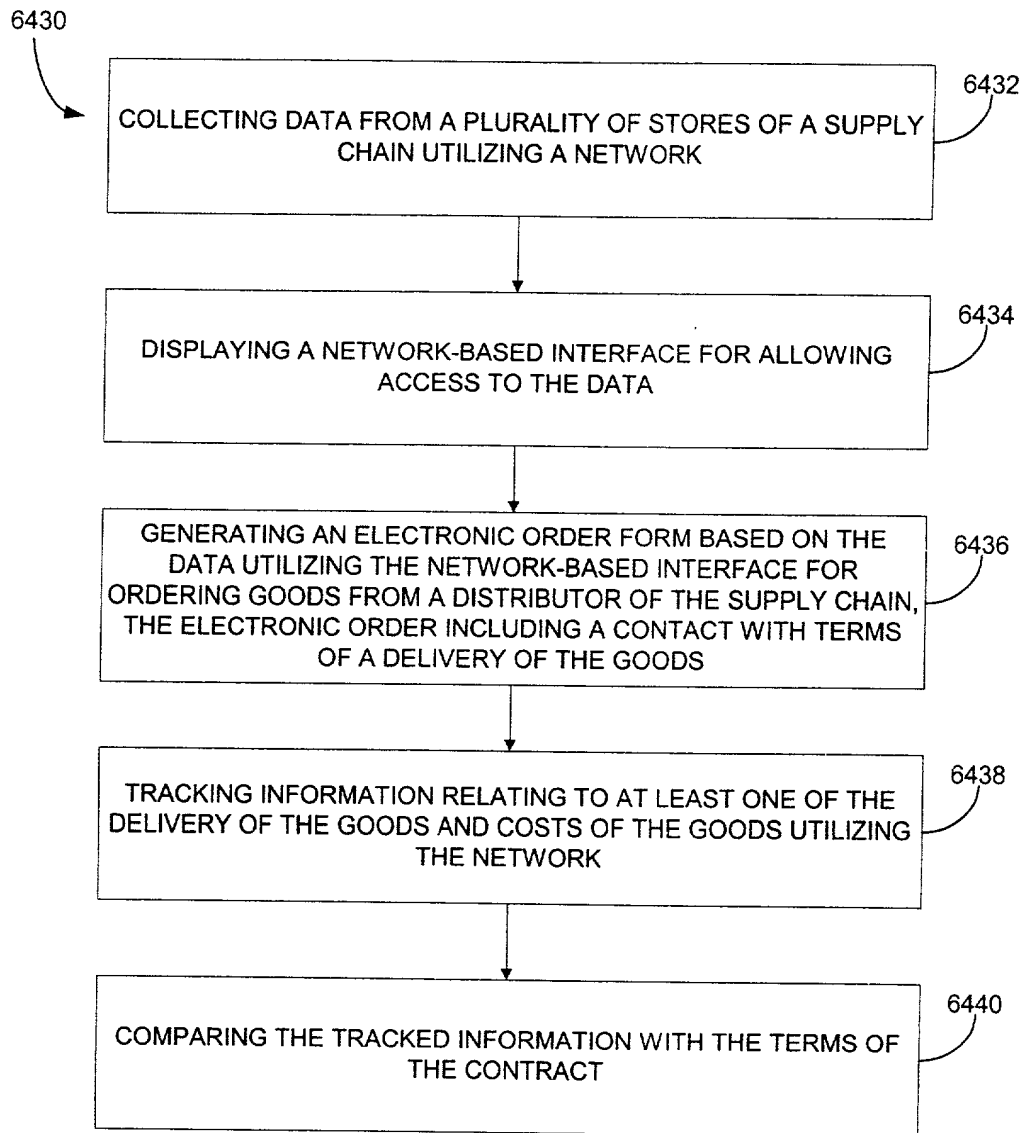 6430
6432
COLLECTING DATA FROM A PLURALITY OF STORES OF A SUPPLY
CHAIN UTILIZING A NETWORK
6434
DISPLAYING A NETWORK-BASED INTERFACE FOR ALLOWING
ACCESS TO THE DATA
6436
GENERATING AN ELECTRONIC ORDER FORM BASED ON THE
DATA UTILIZING THE NETWORK-BASED INTERFACE FOR
ORDERING GOODS FROM A DISTRIBUTOR OF THE SUPPLY CHAIN,
THE ELECTRONIC ORDER INCLUDING A CONTACT WITH TERMS
OF A DELIVERY OF THE GOODS
6438
TRACKING INFORMATION RELATING TO AT LEAST ONE OF THE
DELIVERY OF THE GOODS AND COSTS OF THE GOODS UTILIZING
THE NETWORK
6440
COMPARING THE TRACKED INFORMATION WITH THE TERMS OF
THE CONTRACT